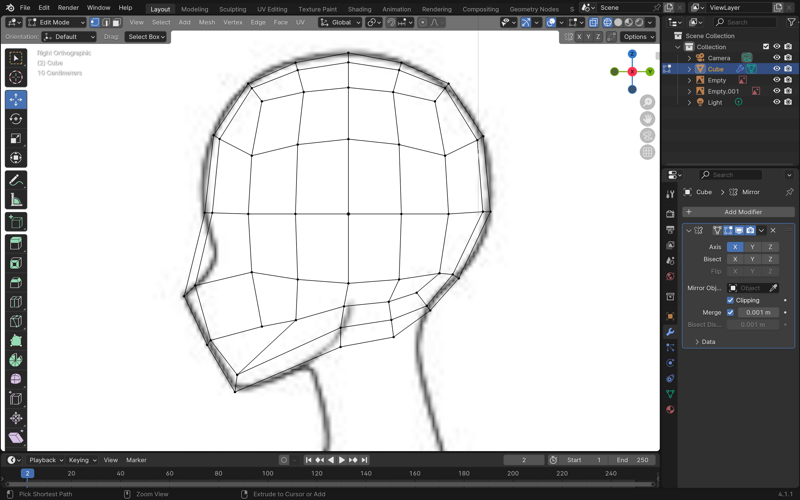 File Edit Render Window Help Layout Modeling Sculpting UV Editing Texture Paint Shading Animation Rendering Compositing Geometry Nodes S Scene ViewLayer
Edit Mode View Select Add Mesh Vertex Edge Face UV Global Search
Orientation: Default Drag: Select Box X Y Z Options
Scene Collection
Right Orthographic
(3) Cube
10 Centimeters
Z
X
Y
Collection
Camera
Cube
Empty
Empty.001
Light
Search
Cube Mirror
Add Modifier
Axis X Y Z
Bisect X Y Z
Flip X Y Z
Mirror Obj... Object
Clipping
Merge 0.001 m
Bisect Dis... 0.001 m
Data
Playback Keying View Marker 2 Start 1 End 250
2 20 40 60 80 100 120 140 160 180 200 220 240
Pick Shortest Path Zoom View Extrude to Cursor or Add 4.1.1